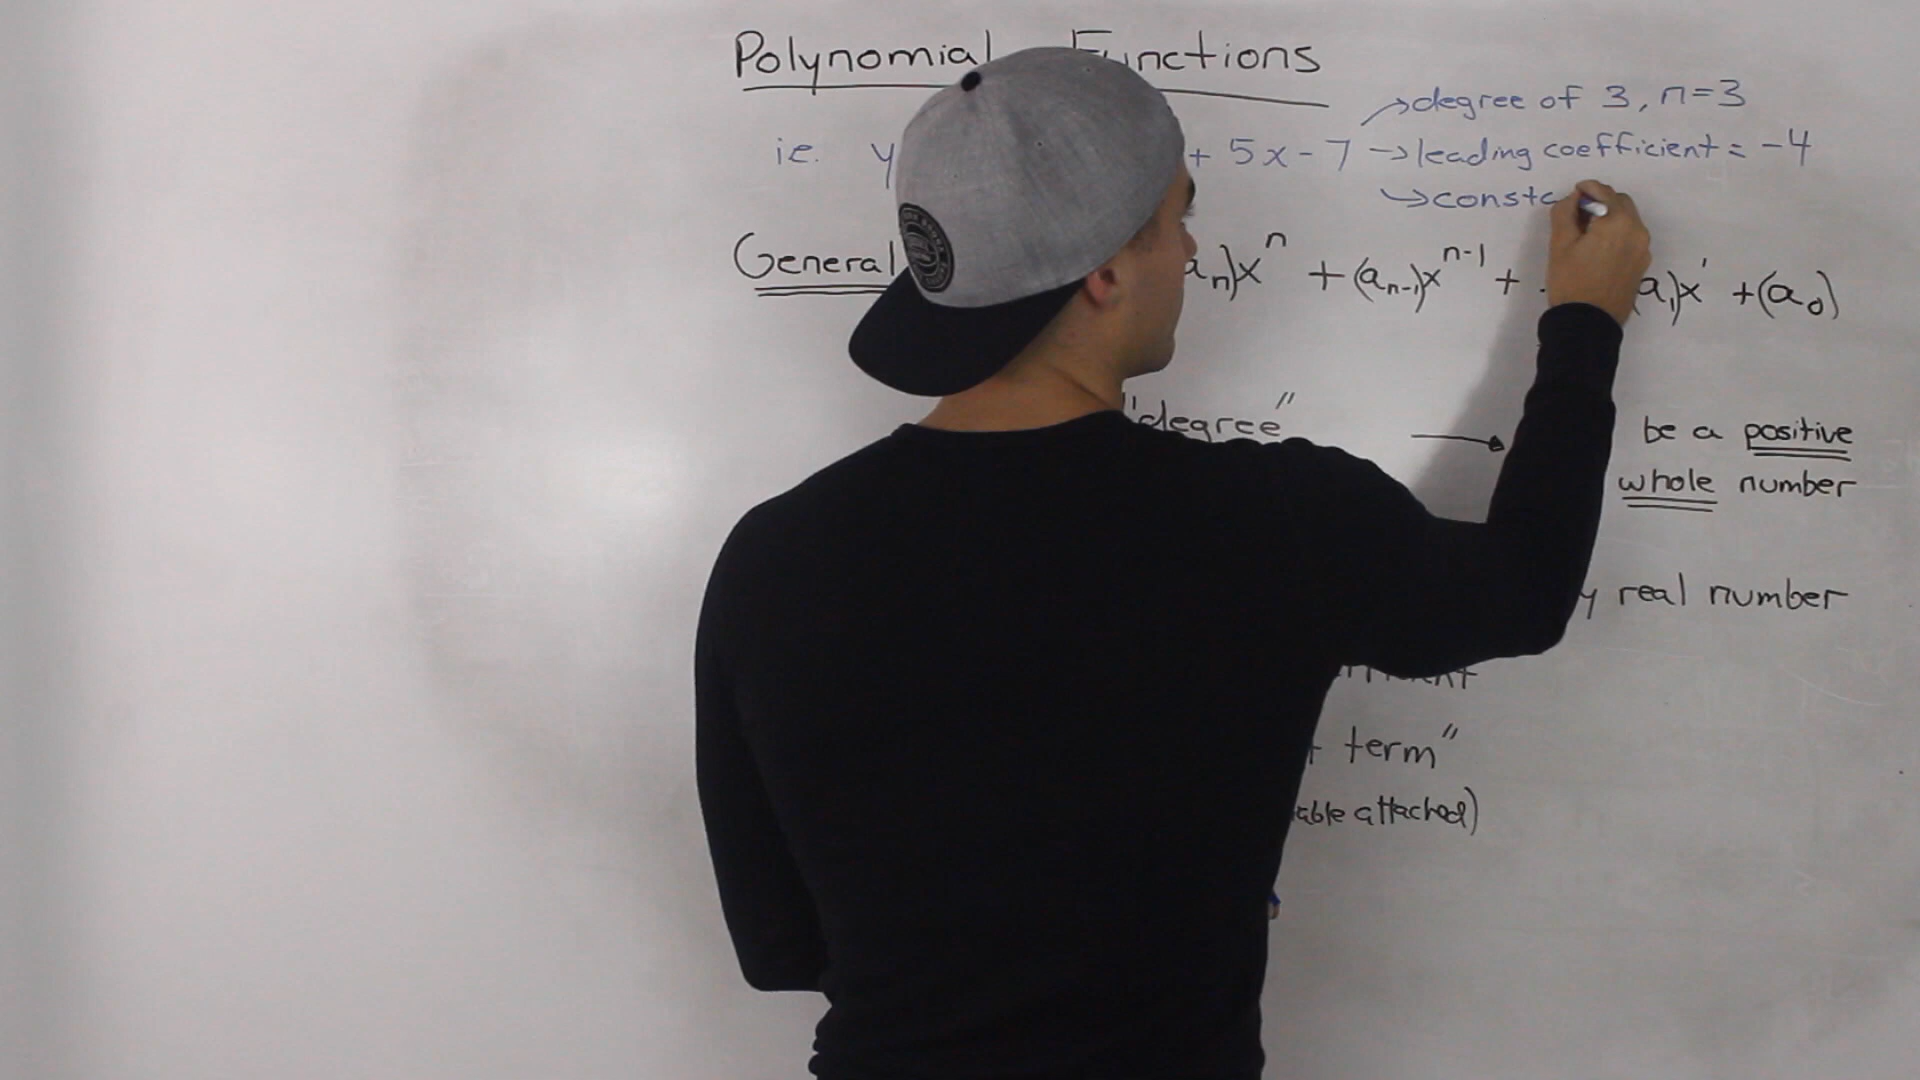 Polynomial Functions
→degree of 3, n=3
ie. y + 5x - 7 →leading coefficient = -4
→consta
General aₙ)xⁿ + (aₙ₋₁)xⁿ⁻¹ + . a₁)x¹ + (a₀)
"degree" → be a positive
whole number
y real number
term"
able attached)